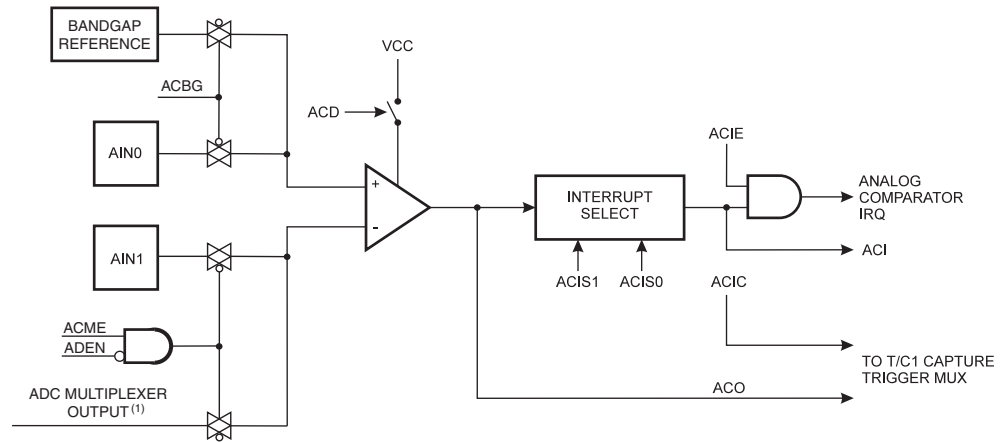 BANDGAP
REFERENCE
ACBG
AIN0
AIN1
ACME
ADEN
ADC MULTIPLEXER
OUTPUT (1)
VCC
ACD
+
-
INTERRUPT
SELECT
ACIS1 ACIS0
ACIE
ANALOG
COMPARATOR
IRQ
ACI
ACIC
TO T/C1 CAPTURE
TRIGGER MUX
ACO